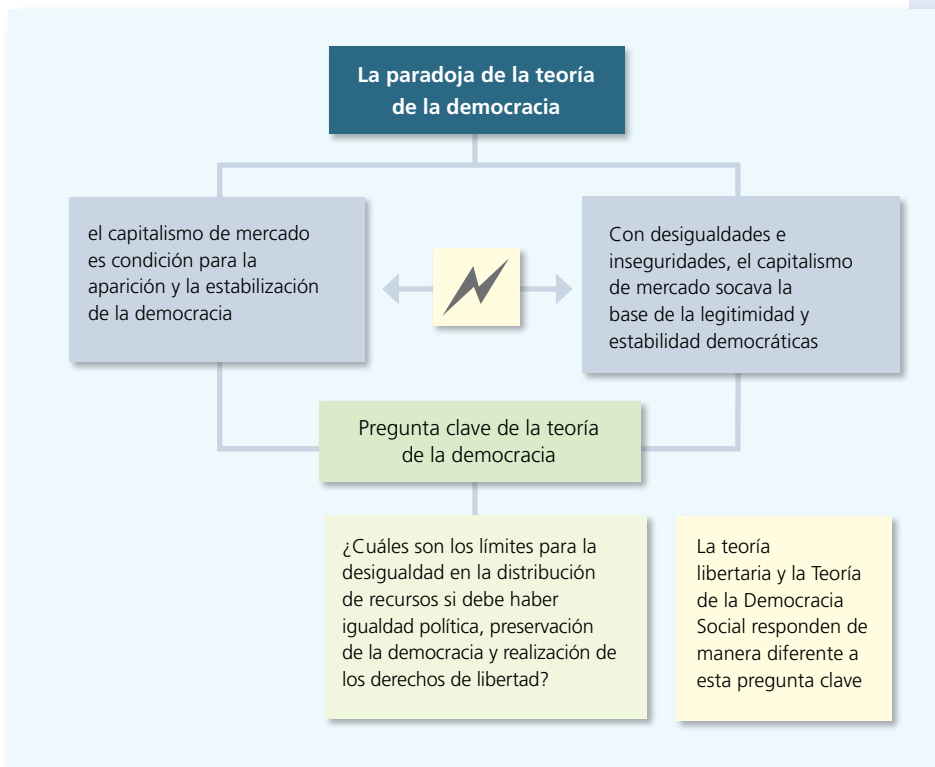 La paradoja de la teoría
de la democracia
el capitalismo de mercado
es condición para la
aparición y la estabilización
de la democracia
Con desigualdades e
inseguridades, el capitalismo
de mercado socava la
base de la legitimidad y
estabilidad democráticas
Pregunta clave de la teoría
de la democracia
¿Cuáles son los límites para la
desigualdad en la distribución
de recursos si debe haber
igualdad política, preservación
de la democracia y realización de
los derechos de libertad?
La teoría
libertaria y la Teoría
de la Democracia
Social responden de
manera diferente a
esta pregunta clave